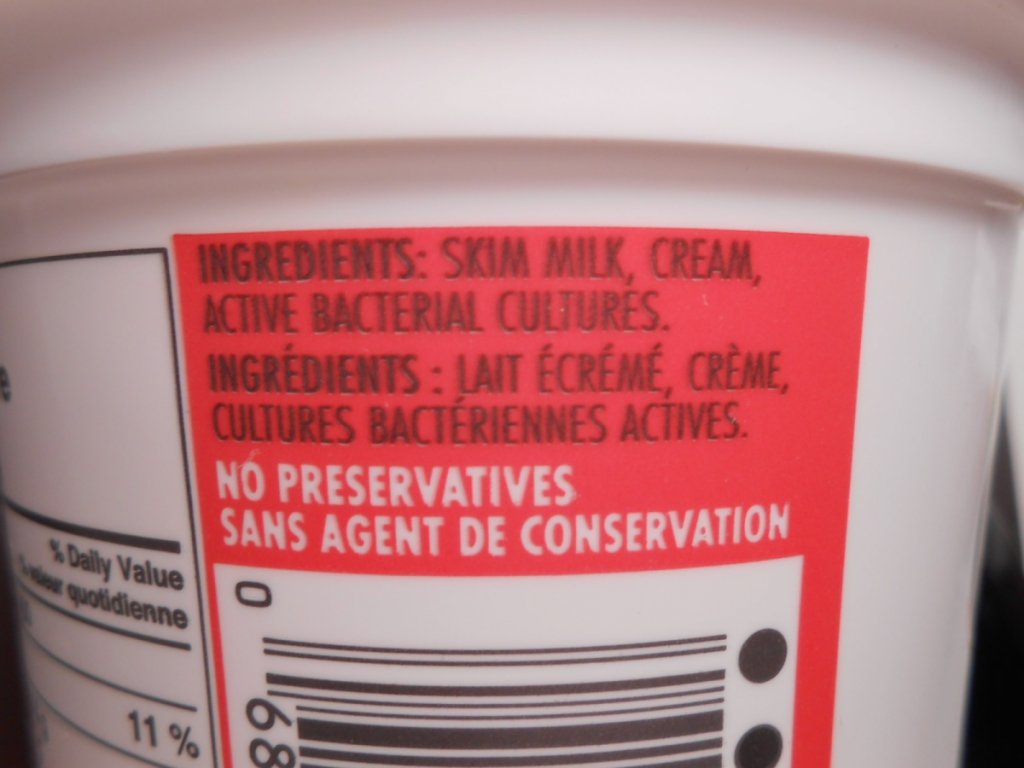 INGREDIENTS: SKIM MILK, CREAM,
ACTIVE BACTERIAL CULTURES.
INGRÉDIENTS : LAIT ÉCRÉMÉ, CRÈME,
CULTURES BACTÉRIENNES ACTIVES.
NO PRESERVATIVES
SANS AGENT DE CONSERVATION
% Daily Value
% valeur quotidienne
11 %
0
689